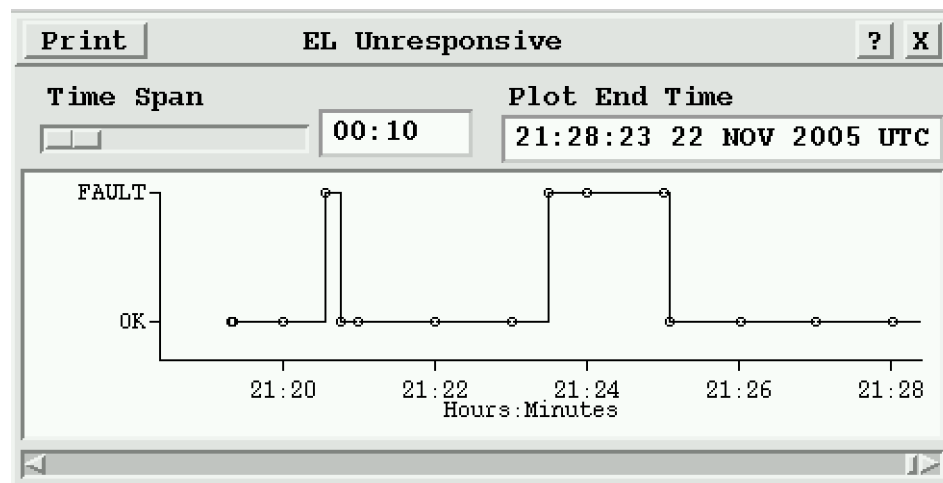 Print EL Unresponsive ? X
Time Span Plot End Time
00:10 21:28:23 22 NOV 2005 UTC
FAULT
OK
21:20 21:22 21:24 21:26 21:28
Hours:Minutes